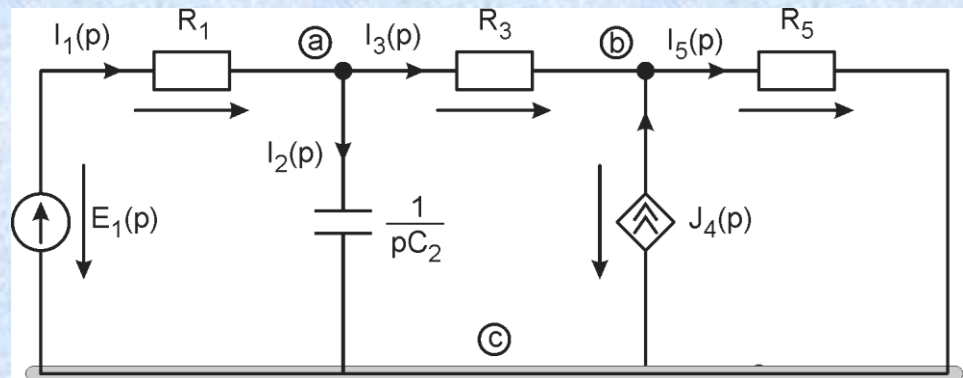 I₁(p) R₁ ⓐ I₃(p) R₃ ⓑ I₅(p) R₅
I₂(p)
E₁(p) 1/pC₂ J₄(p)
ⓒ